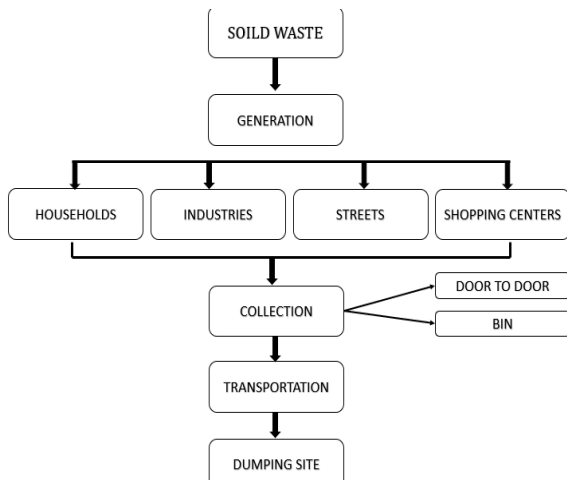 SOILD WASTE
GENERATION
HOUSEHOLDS
INDUSTRIES
STREETS
SHOPPING CENTERS
COLLECTION
DOOR TO DOOR
BIN
TRANSPORTATION
DUMPING SITE